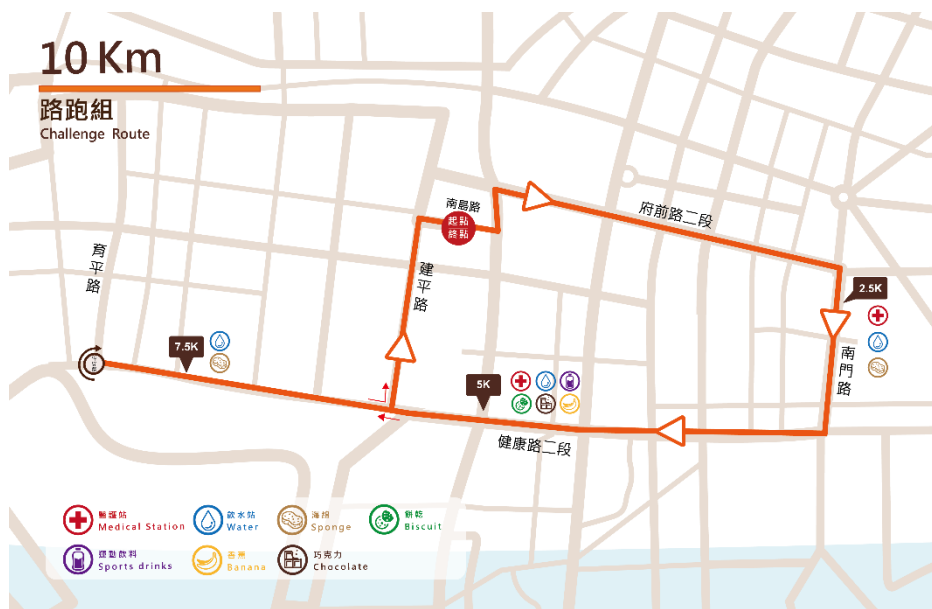 10 Km
路跑組
Challenge Route
南島路
起點
終點
府前路二段
育平路
建平路
2.5K
南門路
7.5K
5K
健康路二段
醫護站
Medical Station
飲水站
Water
海綿
Sponge
餅乾
Biscuit
運動飲料
Sports drinks
香蕉
Banana
巧克力
Chocolate